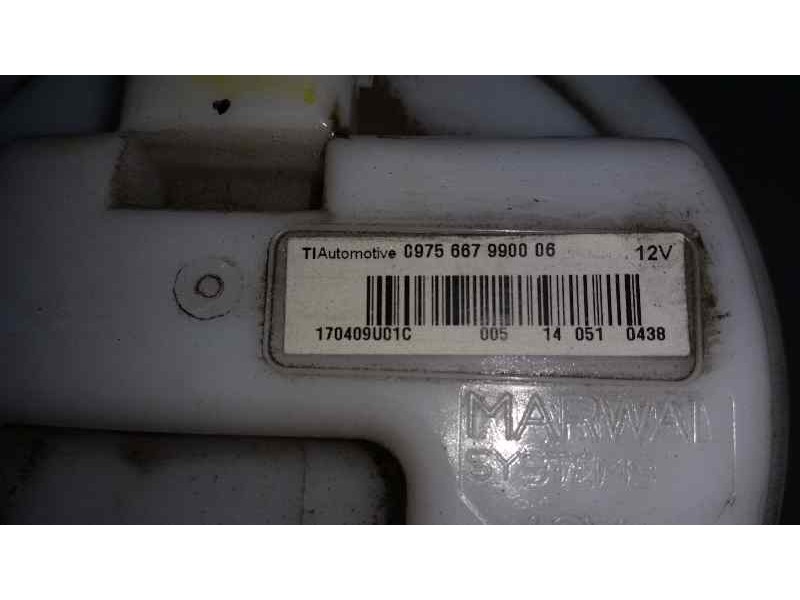 TIAutomotive 0975 667 9900 06 12V
170409U01C 005 14 051 0438
MARWAL
SYSTEMS